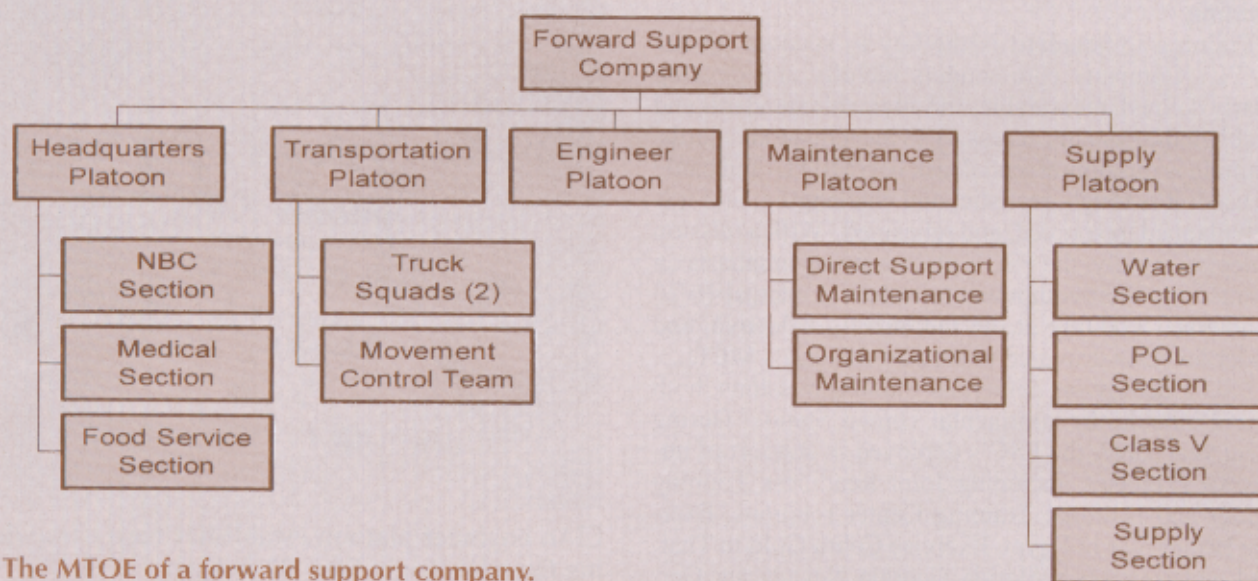 Forward Support
Company
Headquarters
Platoon
NBC
Section
Medical
Section
Food Service
Section
Transportation
Platoon
Truck
Squads (2)
Movement
Control Team
Engineer
Platoon
Maintenance
Platoon
Direct Support
Maintenance
Organizational
Maintenance
Supply
Platoon
Water
Section
POL
Section
Class V
Section
Supply
Section
The MTOE of a forward support company.